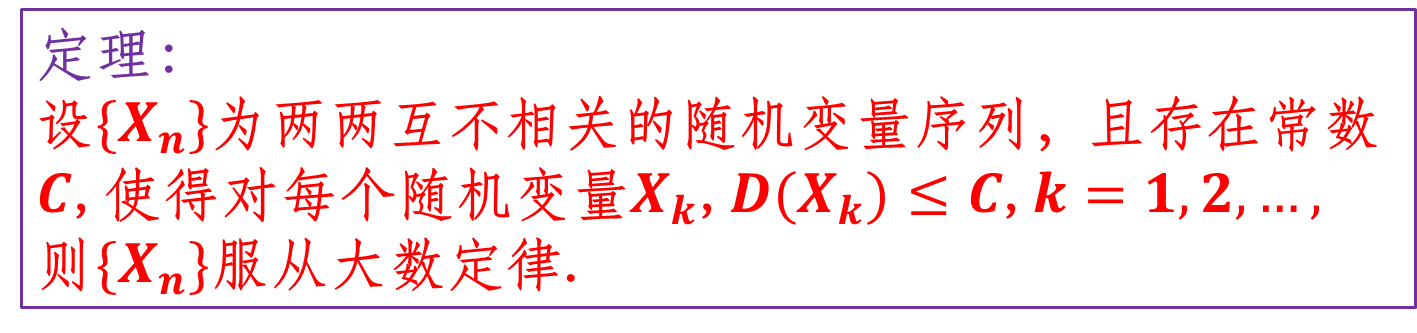 定理：
设{Xₙ}为两两互不相关的随机变量序列，且存在常数
C, 使得对每个随机变量Xₖ, D(Xₖ) ≤ C, k = 1, 2, … ,
则{Xₙ}服从大数定律.